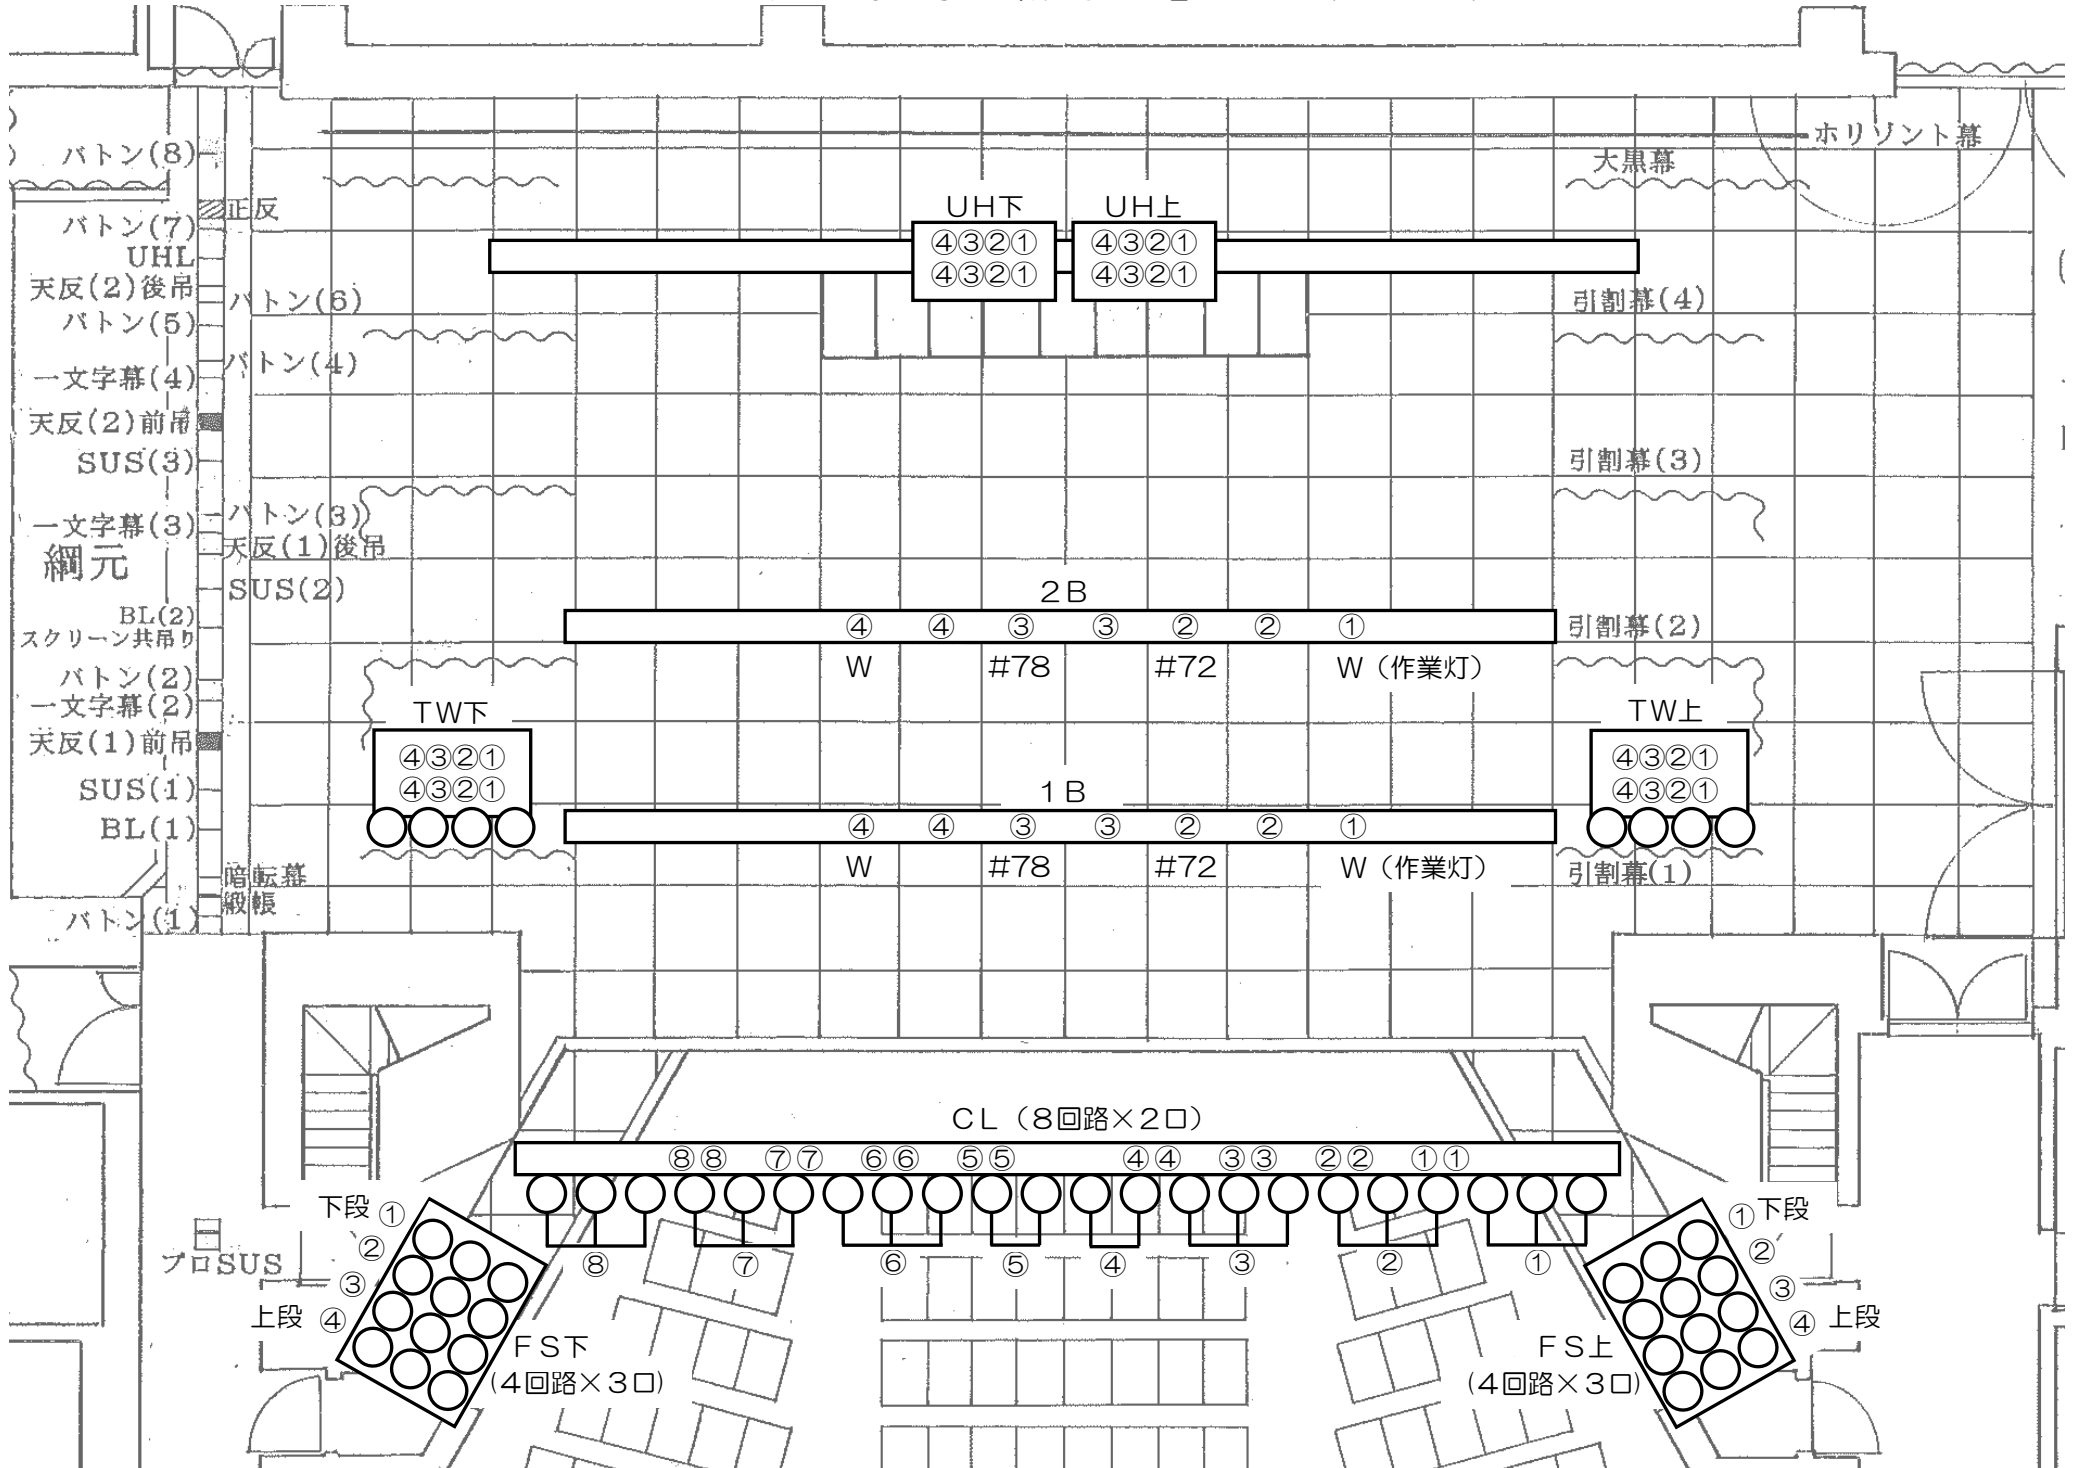 ホリゾント幕
大黒幕
バトン(8)
正反
バトン(7)
UHL
天反(2)後吊
バトン(6)
バトン(5)
バトン(4)
一文字幕(4)
天反(2)前吊
SUS(3)
バトン(3)
一文字幕(3)
天反(1)後吊
綱元
SUS(2)
BL(2)
スクリーン共吊り
バトン(2)
一文字幕(2)
天反(1)前吊
SUS(1)
BL(1)
暗転幕
緞帳
バトン(1)
UH下
④③②①
④③②①
UH上
④③②①
④③②①
引割幕(4)
引割幕(3)
2B
④ ④ ③ ③ ② ② ①
W #78 #72 W（作業灯）
引割幕(2)
TW下
④③②①
④③②①
TW上
④③②①
④③②①
1B
④ ④ ③ ③ ② ② ①
W #78 #72 W（作業灯）
引割幕(1)
CL（8回路×2口）
⑧⑧ ⑦⑦ ⑥⑥ ⑤⑤ ④④ ③③ ②② ①①
⑧ ⑦ ⑥ ⑤ ④ ③ ② ①
プロSUS
下段 ①
②
③
上段 ④
FS下
(4回路×3口)
① 下段
②
③
④ 上段
FS上
(4回路×3口)